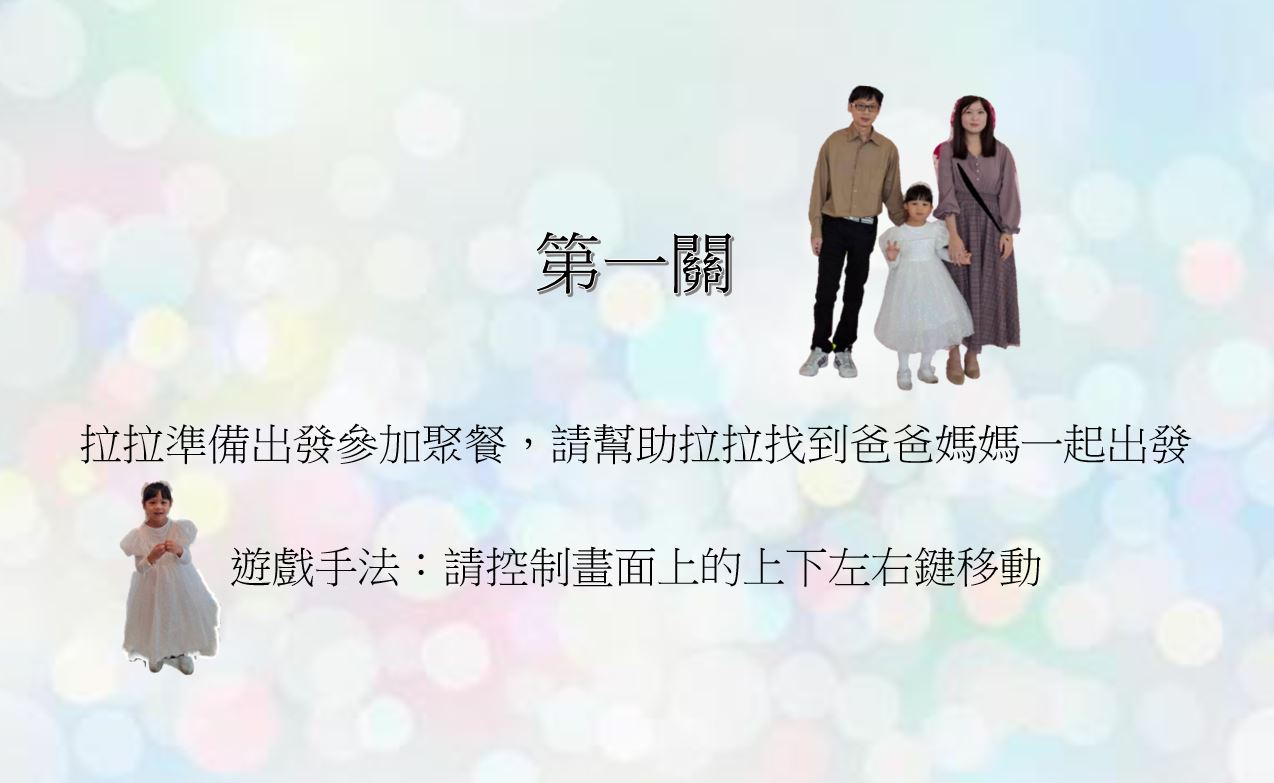 第一關
拉拉準備出發參加聚餐，請幫助拉拉找到爸爸媽媽一起出發
遊戲手法：請控制畫面上的上下左右鍵移動